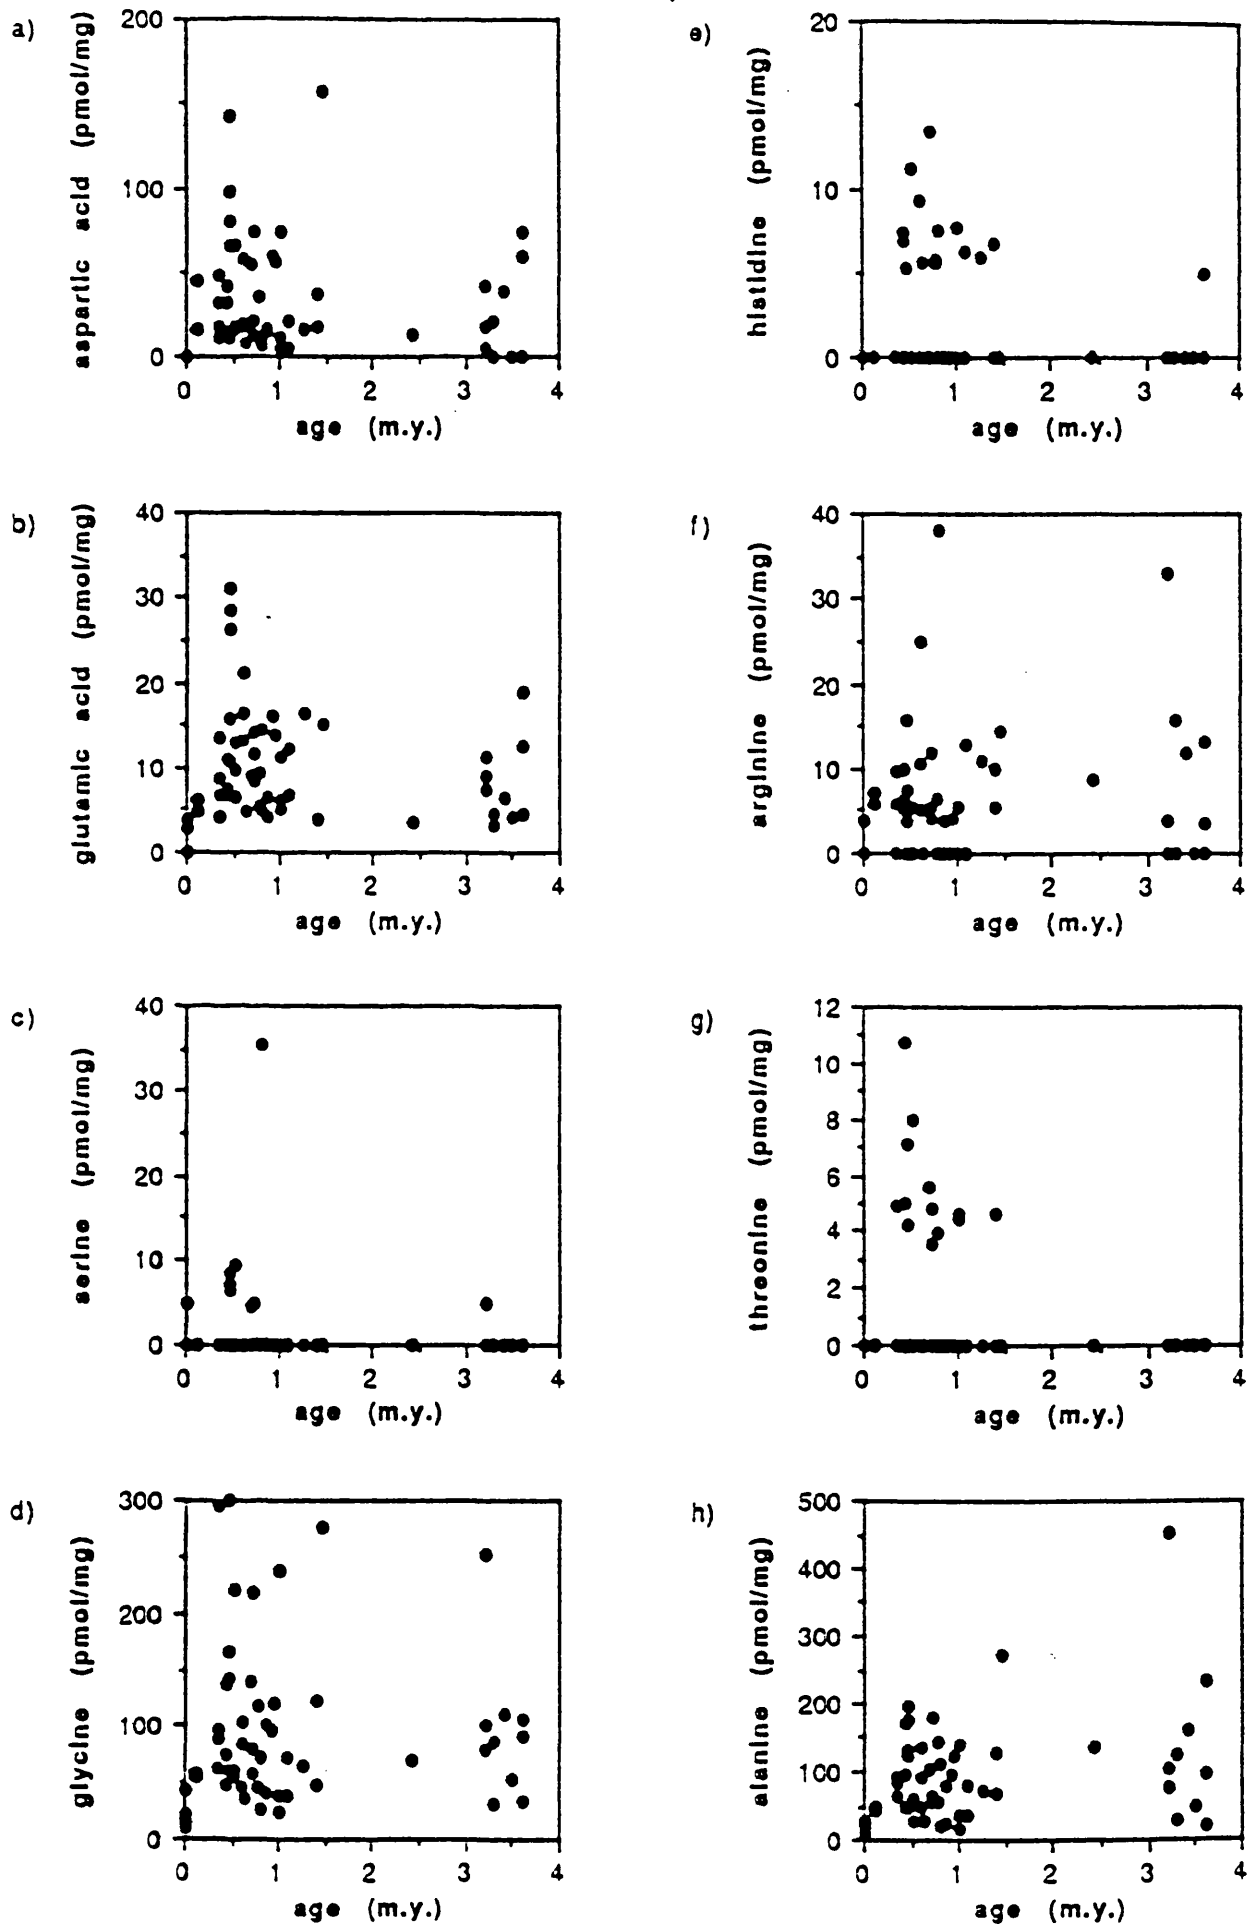 a)
aspartic acid (pmol/mg)
200
100
0
0 1 2 3 4
age (m.y.)
b)
glutamic acid (pmol/mg)
40
30
20
10
0
0 1 2 3 4
age (m.y.)
c)
serine (pmol/mg)
40
30
20
10
0
0 1 2 3 4
age (m.y.)
d)
glycine (pmol/mg)
300
200
100
0
0 1 2 3 4
age (m.y.)
e)
histidine (pmol/mg)
20
10
0
0 1 2 3 4
age (m.y.)
f)
arginine (pmol/mg)
40
30
20
10
0
0 1 2 3 4
age (m.y.)
g)
threonine (pmol/mg)
12
10
8
6
4
2
0
0 1 2 3 4
age (m.y.)
h)
alanine (pmol/mg)
500
400
300
200
100
0
0 1 2 3 4
age (m.y.)